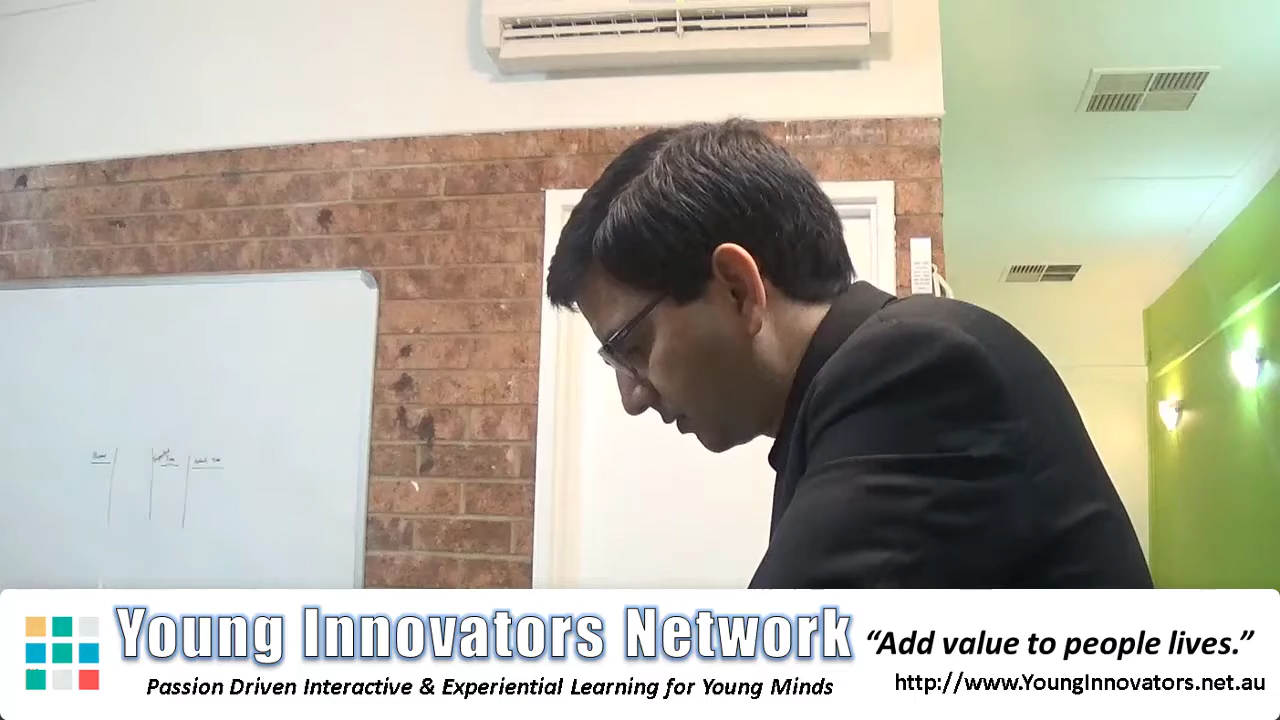 Young Innovators Network
Passion Driven Interactive & Experiential Learning for Young Minds
“Add value to people lives.”
http://www.YoungInnovators.net.au